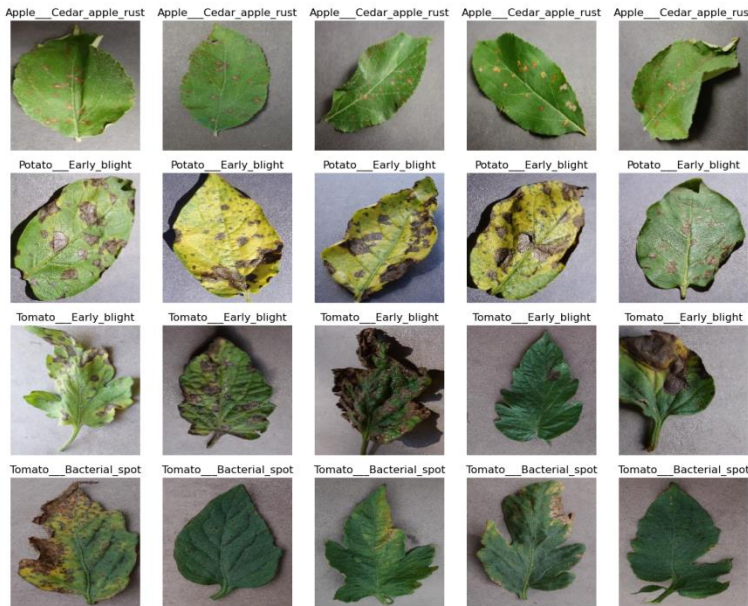 Apple___Cedar_apple_rust Apple___Cedar_apple_rust Apple___Cedar_apple_rust Apple___Cedar_apple_rust Apple___Cedar_apple_rust
Potato___Early_blight Potato___Early_blight Potato___Early_blight Potato___Early_blight Potato___Early_blight
Tomato___Early_blight Tomato___Early_blight Tomato___Early_blight Tomato___Early_blight Tomato___Early_blight
Tomato___Bacterial_spot Tomato___Bacterial_spot Tomato___Bacterial_spot Tomato___Bacterial_spot Tomato___Bacterial_spot